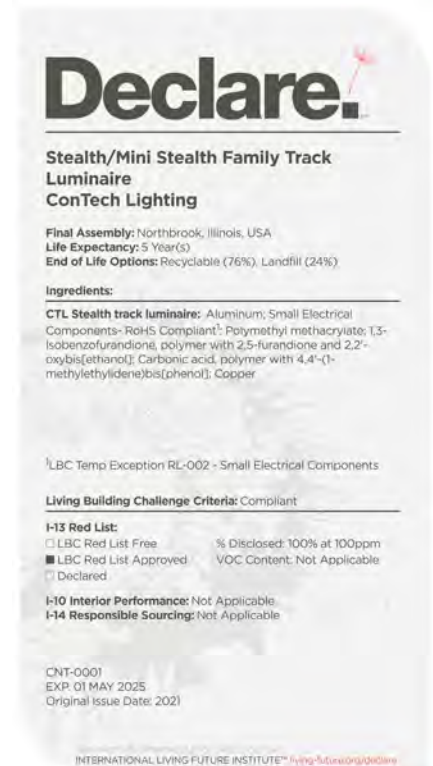 Declare.
Stealth/Mini Stealth Family Track
Luminaire
ConTech Lighting
Final Assembly: Northbrook, Illinois, USA
Life Expectancy: 5 Year(s)
End of Life Options: Recyclable (76%), Landfill (24%)
Ingredients:
CTL Stealth track luminaire: Aluminum; Small Electrical
Components- RoHS Compliant¹; Polymethyl methacrylate; 1,3-
Isobenzofurandione, polymer with 2,5-furandione and 2,2'-
oxybis[ethanol]; Carbonic acid, polymer with 4,4'-(1-
methylethylidene)bis[phenol]; Copper
¹LBC Temp Exception RL-002 - Small Electrical Components
Living Building Challenge Criteria: Compliant
I-13 Red List:
□ LBC Red List Free % Disclosed: 100% at 100ppm
■ LBC Red List Approved VOC Content: Not Applicable
□ Declared
I-10 Interior Performance: Not Applicable
I-14 Responsible Sourcing: Not Applicable
CNT-0001
EXP. 01 MAY 2025
Original Issue Date: 2021
INTERNATIONAL LIVING FUTURE INSTITUTE™ living-future.org/declare